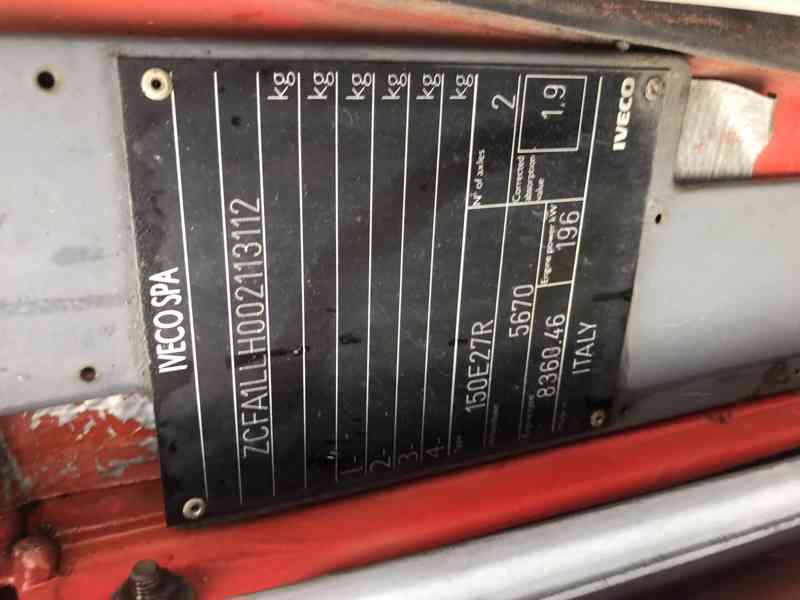 IVECO SPA
ZCFA1LLH002113112
kg
kg
1- kg
2- kg
3- kg
4- kg
Type 150E27R N° of axles 2
5670 Corrected absorption value 1.9
8360.46 Engine power kW 196
ITALY
IVECO